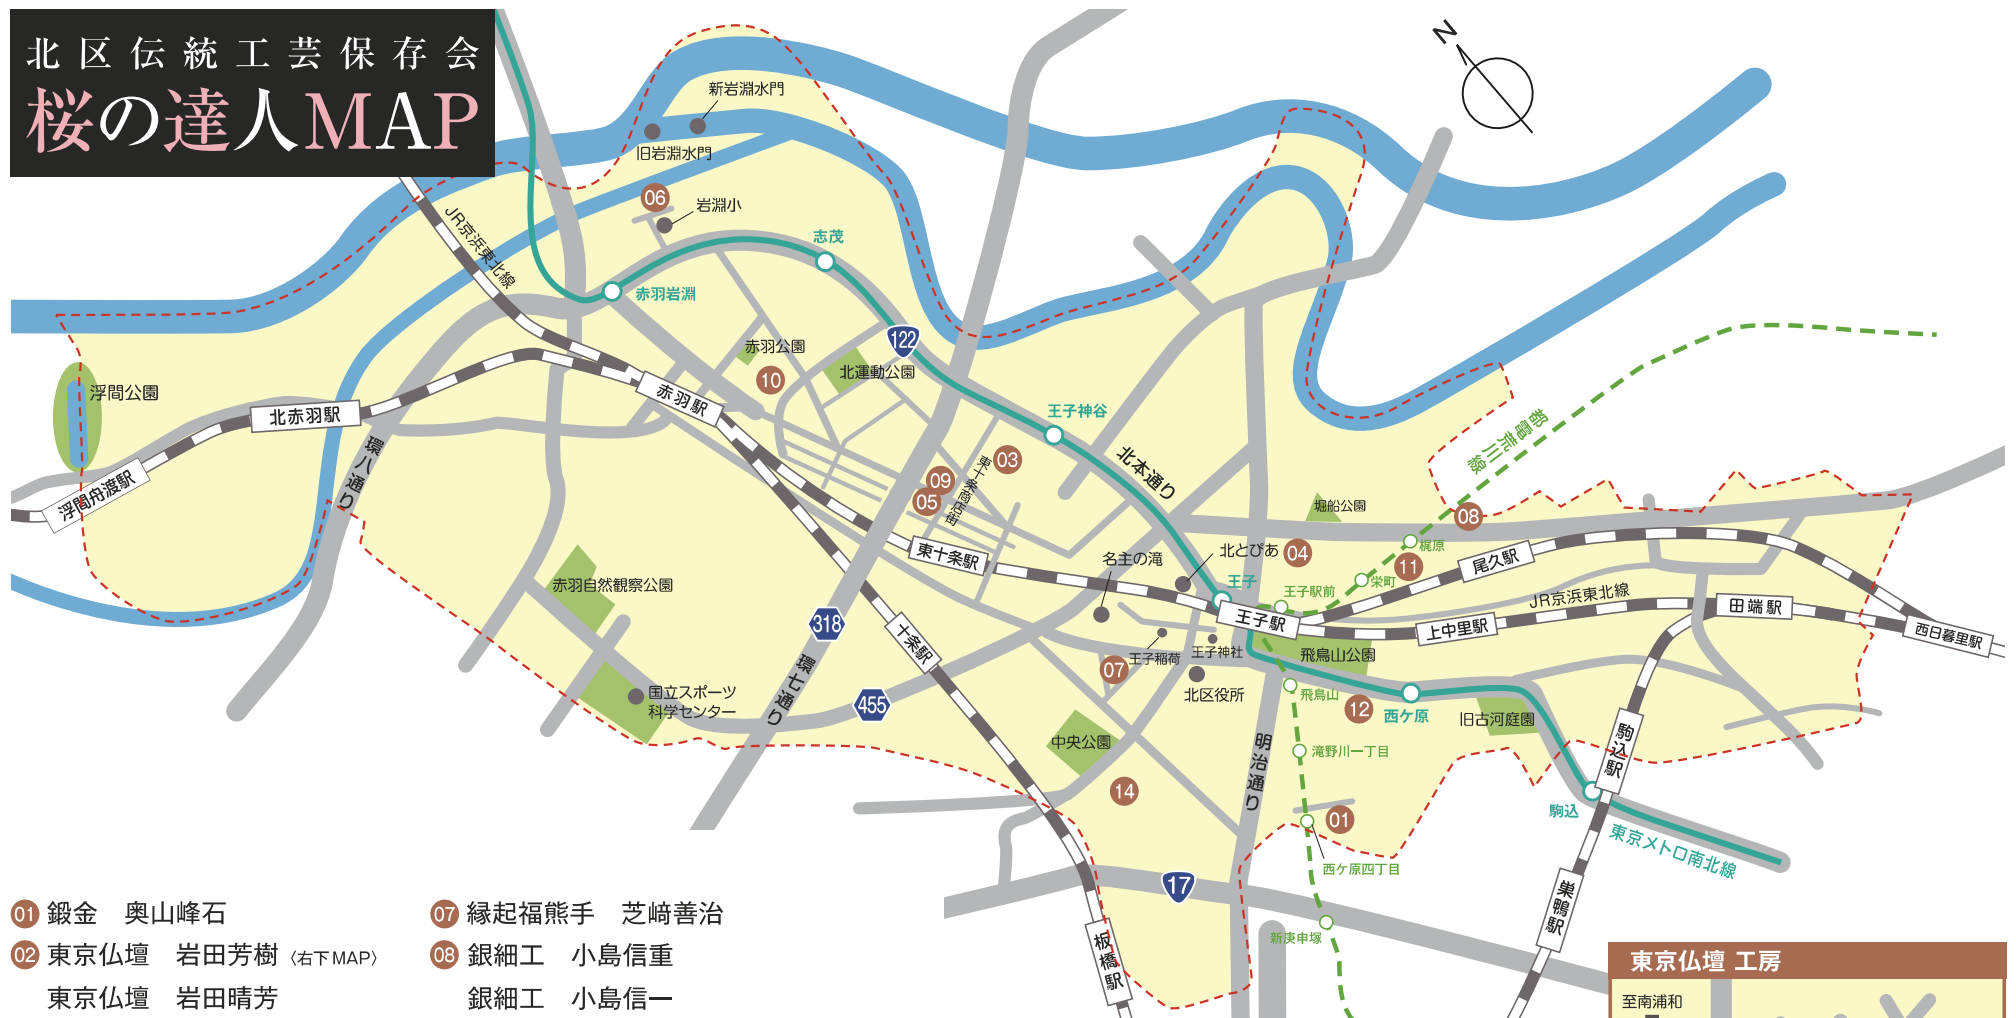 北区伝統工芸保存会
桜の達人MAP
新岩淵水門
旧岩淵水門
06
岩淵小
JR京浜東北線
志茂
赤羽岩淵
N
122
赤羽公園
10
北運動公園
浮間公園
北赤羽駅
赤羽駅
浮間舟渡駅
環八通り
王子神谷
03
09
05
東十条商店街
北本通り
都電荒川線
堀船公園
08
梶原
11
東十条駅
名主の滝
北とぴあ
04
王子
王子駅前
栄町
尾久駅
JR京浜東北線
赤羽自然観察公園
318
十条駅
王子駅
上中里駅
田端駅
西日暮里駅
王子稲荷
王子神社
飛鳥山公園
07
北区役所
飛鳥山
国立スポーツ
科学センター
環七通り
455
12
西ケ原
旧古河庭園
中央公園
明治通り
滝野川一丁目
駒込駅
14
01
駒込
東京メトロ南北線
西ケ原四丁目
17
巣鴨駅
新庚申塚
板橋駅
01 鍛金　奥山峰石
02 東京仏壇　岩田芳樹〈右下MAP〉
東京仏壇　岩田晴芳
07 縁起福熊手　芝﨑善治
08 銀細工　小島信重
銀細工　小島信一
東京仏壇 工房
至南浦和